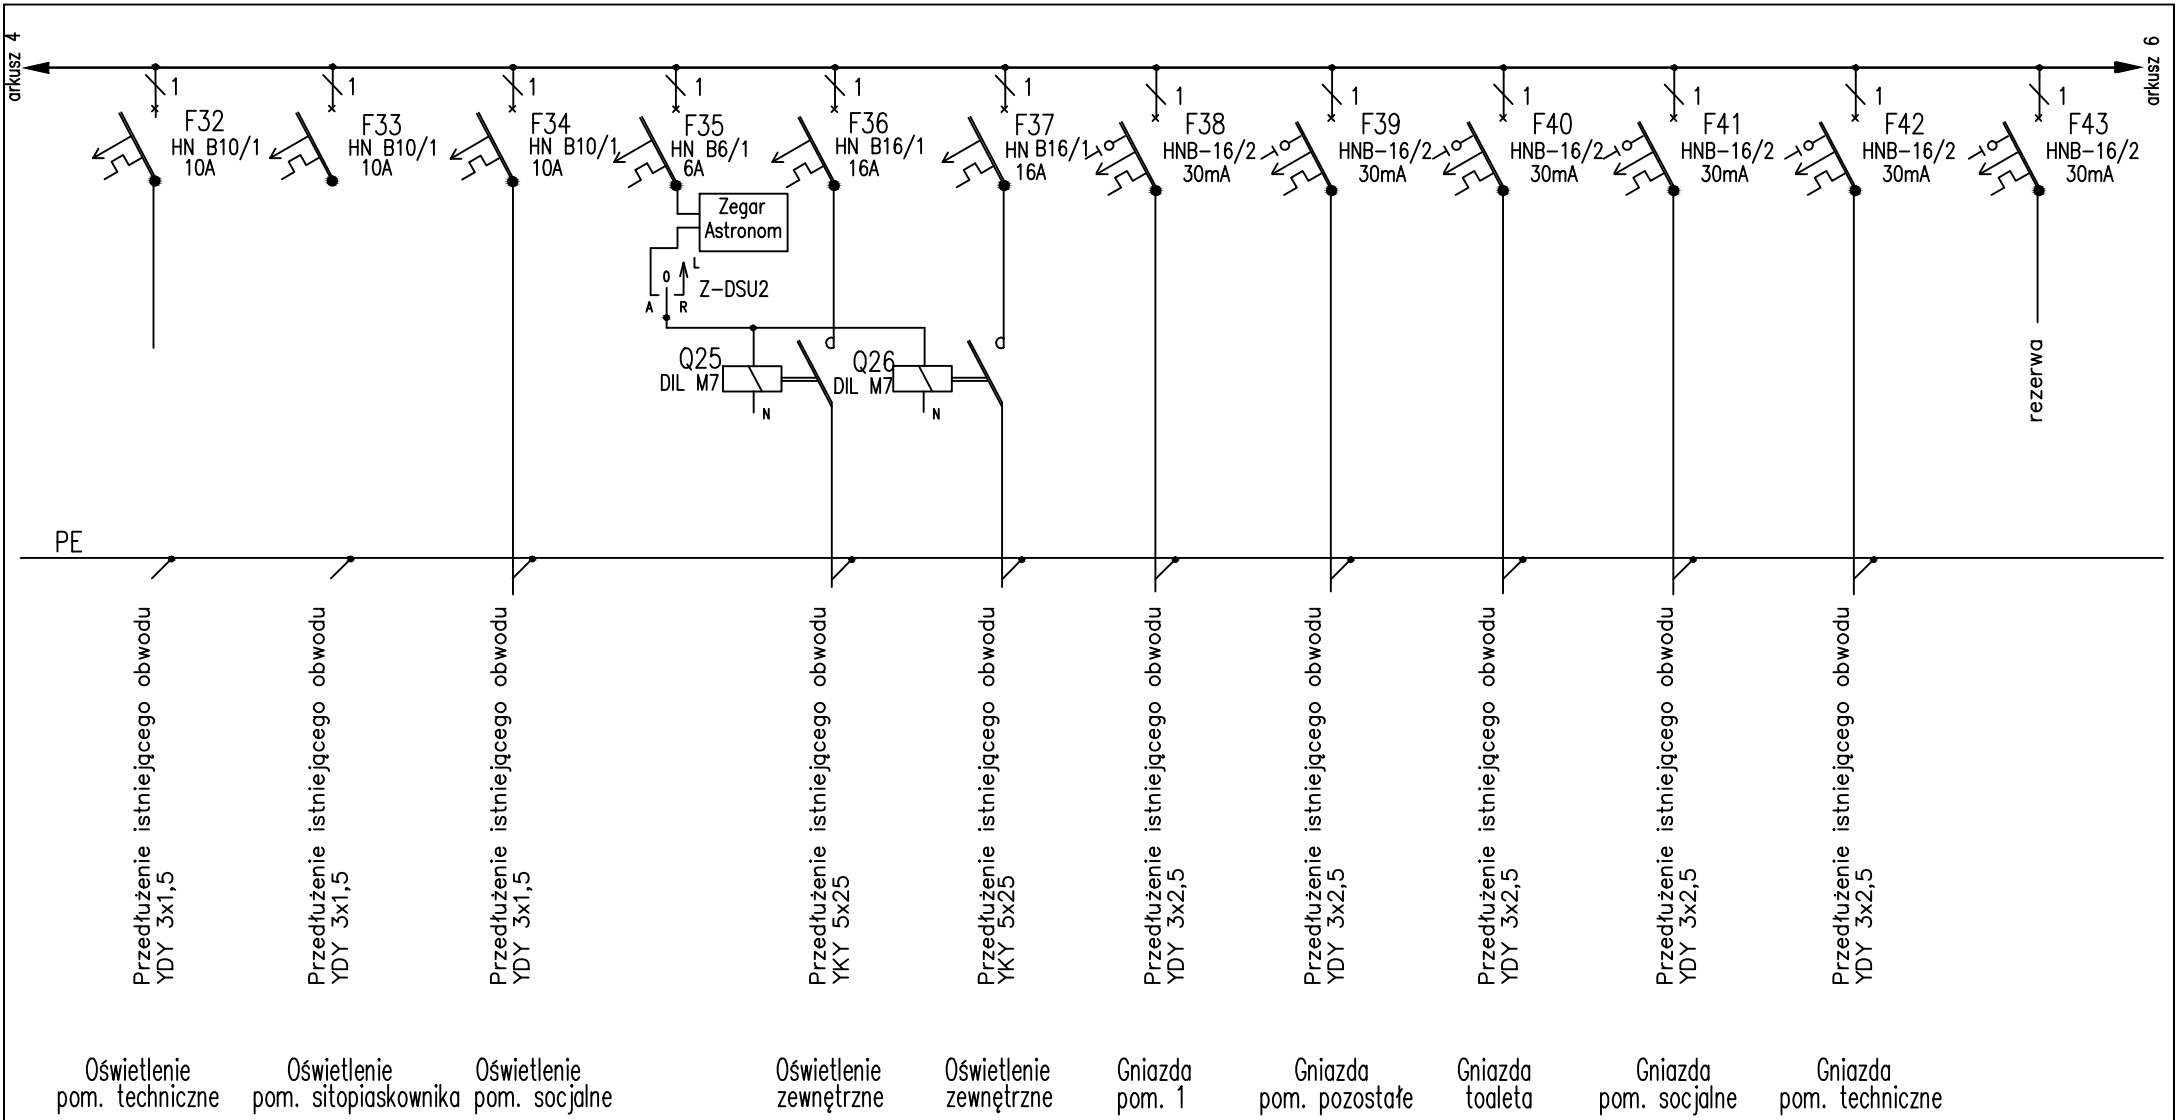 arkusz 4
arkusz 6
1
F32
HN B10/1
10A
1
F33
HN B10/1
10A
1
F34
HN B10/1
10A
1
F35
HN B6/1
6A
1
F36
HN B16/1
16A
1
F37
HN B16/1
16A
1
F38
HNB-16/2
30mA
1
F39
HNB-16/2
30mA
1
F40
HNB-16/2
30mA
1
F41
HNB-16/2
30mA
1
F42
HNB-16/2
30mA
1
F43
HNB-16/2
30mA
Zegar
Astronom
L
0
Z-DSU2
A
R
Q25
DIL M7
N
Q26
DIL M7
N
rezerwa
PE
Przedłużenie istniejącego obwodu
YDY 3x1,5
Przedłużenie istniejącego obwodu
YDY 3x1,5
Przedłużenie istniejącego obwodu
YDY 3x1,5
Przedłużenie istniejącego obwodu
YKY 5x25
Przedłużenie istniejącego obwodu
YKY 5x25
Przedłużenie istniejącego obwodu
YDY 3x2,5
Przedłużenie istniejącego obwodu
YDY 3x2,5
Przedłużenie istniejącego obwodu
YDY 3x2,5
Przedłużenie istniejącego obwodu
YDY 3x2,5
Przedłużenie istniejącego obwodu
YDY 3x2,5
Oświetlenie
pom. techniczne
Oświetlenie
pom. sitopiaskownika
Oświetlenie
pom. socjalne
Oświetlenie
zewnętrzne
Oświetlenie
zewnętrzne
Gniazda
pom. 1
Gniazda
pom. pozostałe
Gniazda
toaleta
Gniazda
pom. socjalne
Gniazda
pom. techniczne